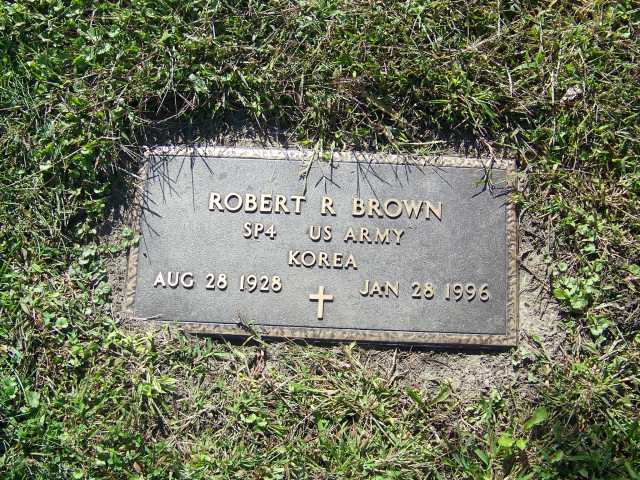 ROBERT R BROWN
SP4 US ARMY
KOREA
AUG 28 1928 JAN 28 1996